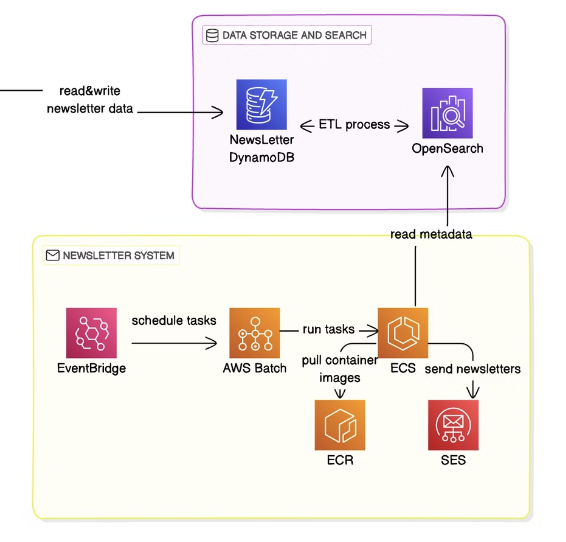 DATA STORAGE AND SEARCH
read&write
newsletter data
NewsLetter
DynamoDB
ETL process
OpenSearch
read metadata
NEWSLETTER SYSTEM
EventBridge
schedule tasks
AWS Batch
run tasks
ECS
pull container
images
send newsletters
ECR
SES